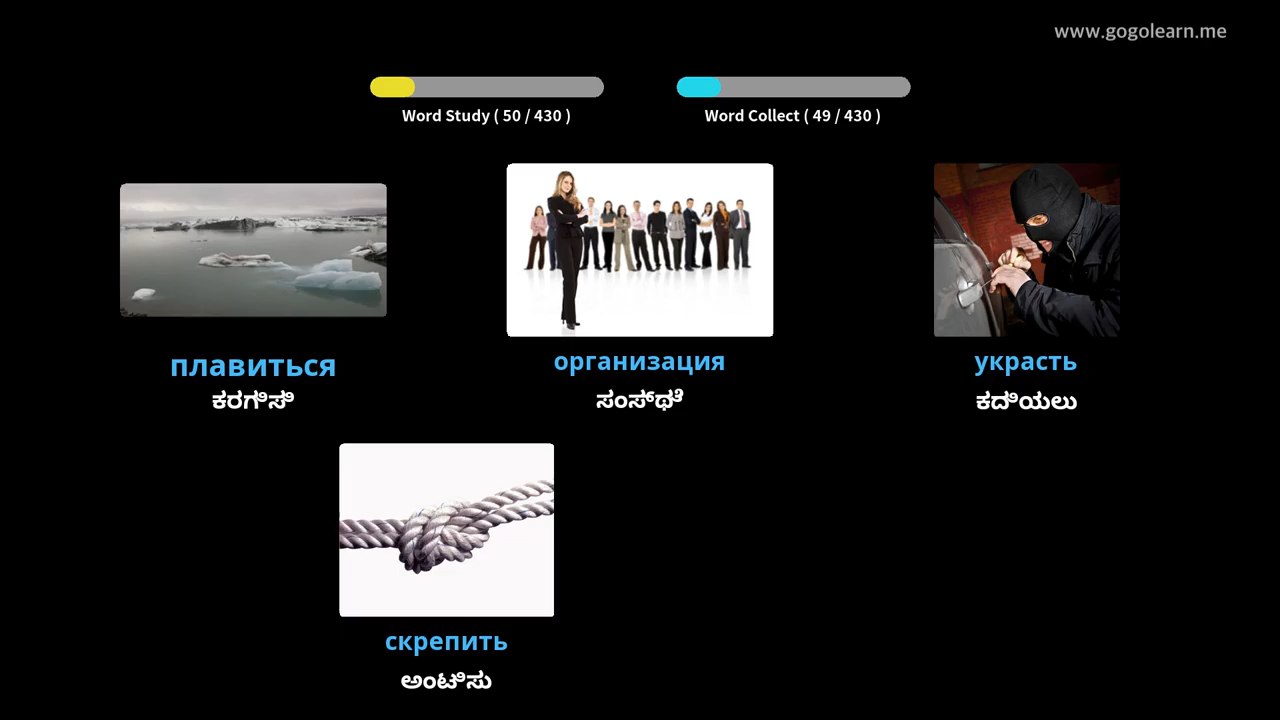 www.gogolearn.me
Word Study ( 50 / 430 )
Word Collect ( 49 / 430 )
плавиться
ಕರಗಿಸಿ
организация
ಸಂಸ್ಥೆ
украсть
ಕದಿಯಲು
скрепить
ಅಂಟಿಸು